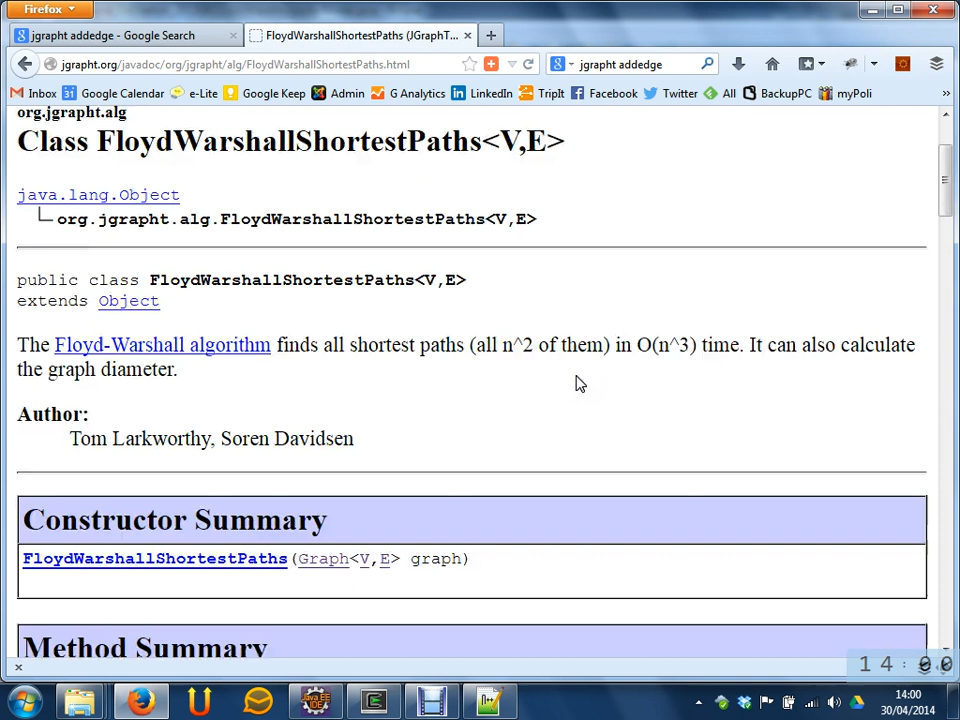 Firefox
jgrapht addedge - Google Search
FloydWarshallShortestPaths (JGraphT...
jgrapht.org/javadoc/org/jgrapht/alg/FloydWarshallShortestPaths.html
jgrapht addedge
Inbox
Google Calendar
e-Lite
Google Keep
Admin
G Analytics
LinkedIn
TripIt
Facebook
Twitter
All
BackupPC
myPoli
org.jgrapht.alg
Class FloydWarshallShortestPaths<V,E>
java.lang.Object
org.jgrapht.alg.FloydWarshallShortestPaths<V,E>
public class FloydWarshallShortestPaths<V,E>
extends Object
The Floyd-Warshall algorithm finds all shortest paths (all n^2 of them) in O(n^3) time. It can also calculate
the graph diameter.
Author:
Tom Larkworthy, Soren Davidsen
Constructor Summary
FloydWarshallShortestPaths(Graph<V,E> graph)
Method Summary
14:00
14:00
30/04/2014